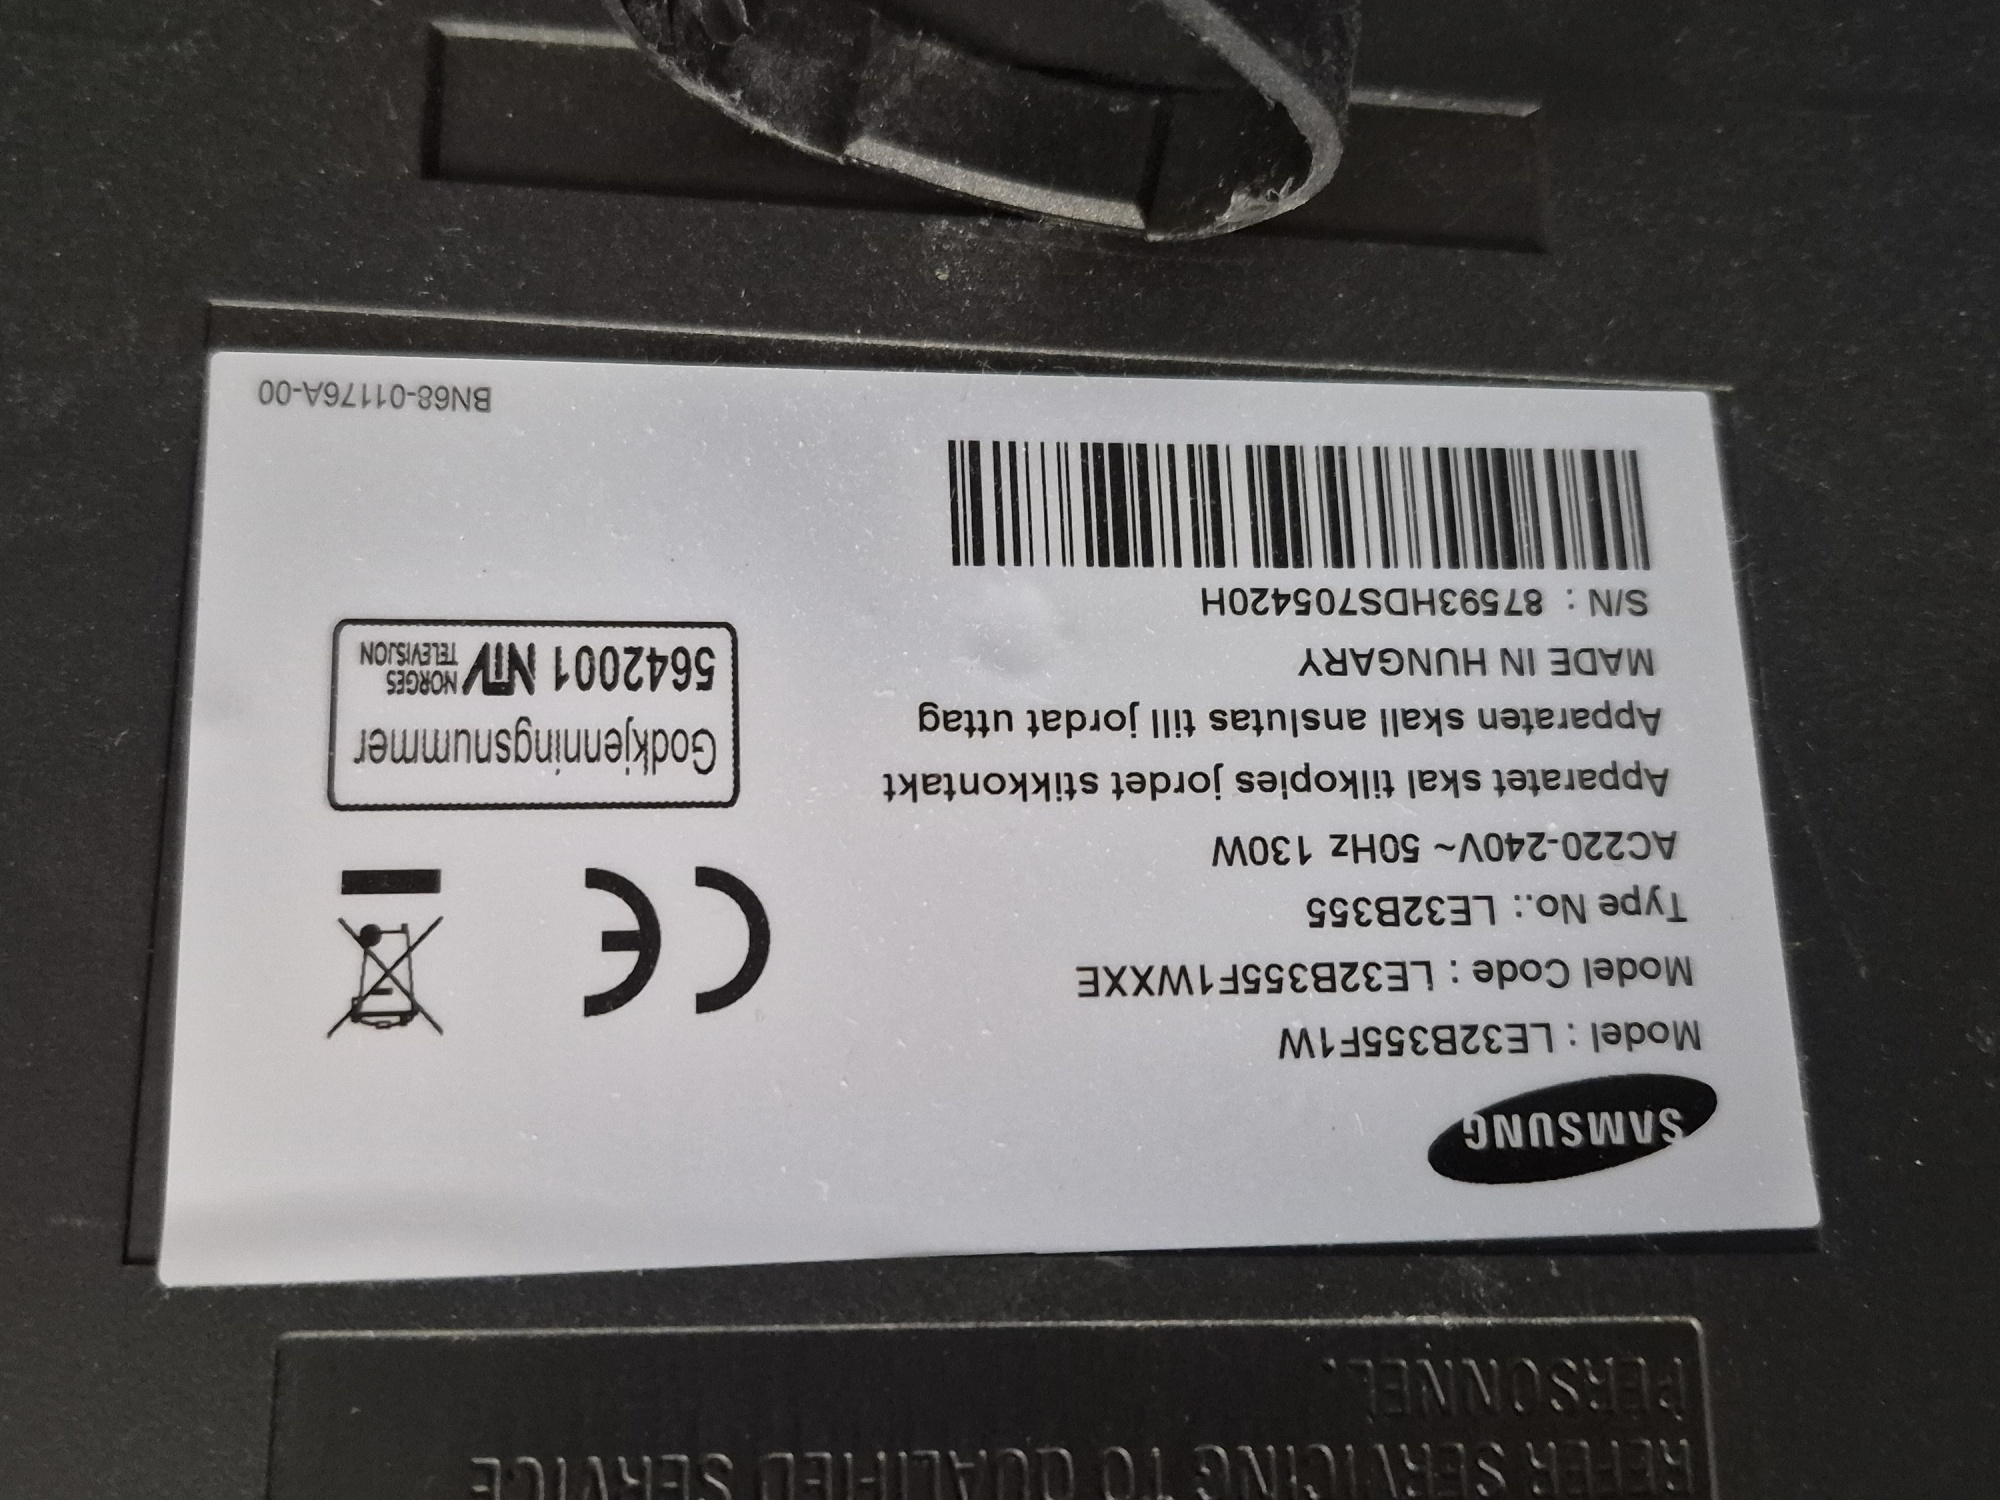 REFER SERVICING TO QUALIFIED SERVICE
PERSONNEL.
SAMSUNG
Model : LE32B355F1W
Model Code : LE32B355F1WXXE
Type No.: LE32B355
AC220-240V~ 50Hz 130W
Apparatet skal tilkoples jordet stikkontakt
Apparaten skall anslutas till jordat uttag
MADE IN HUNGARY
S/N : 87593HDS705420H
CE
Godkjenningsnummer
5642001 NTV NORGES
TELEVISJON
BN68-01176A-00